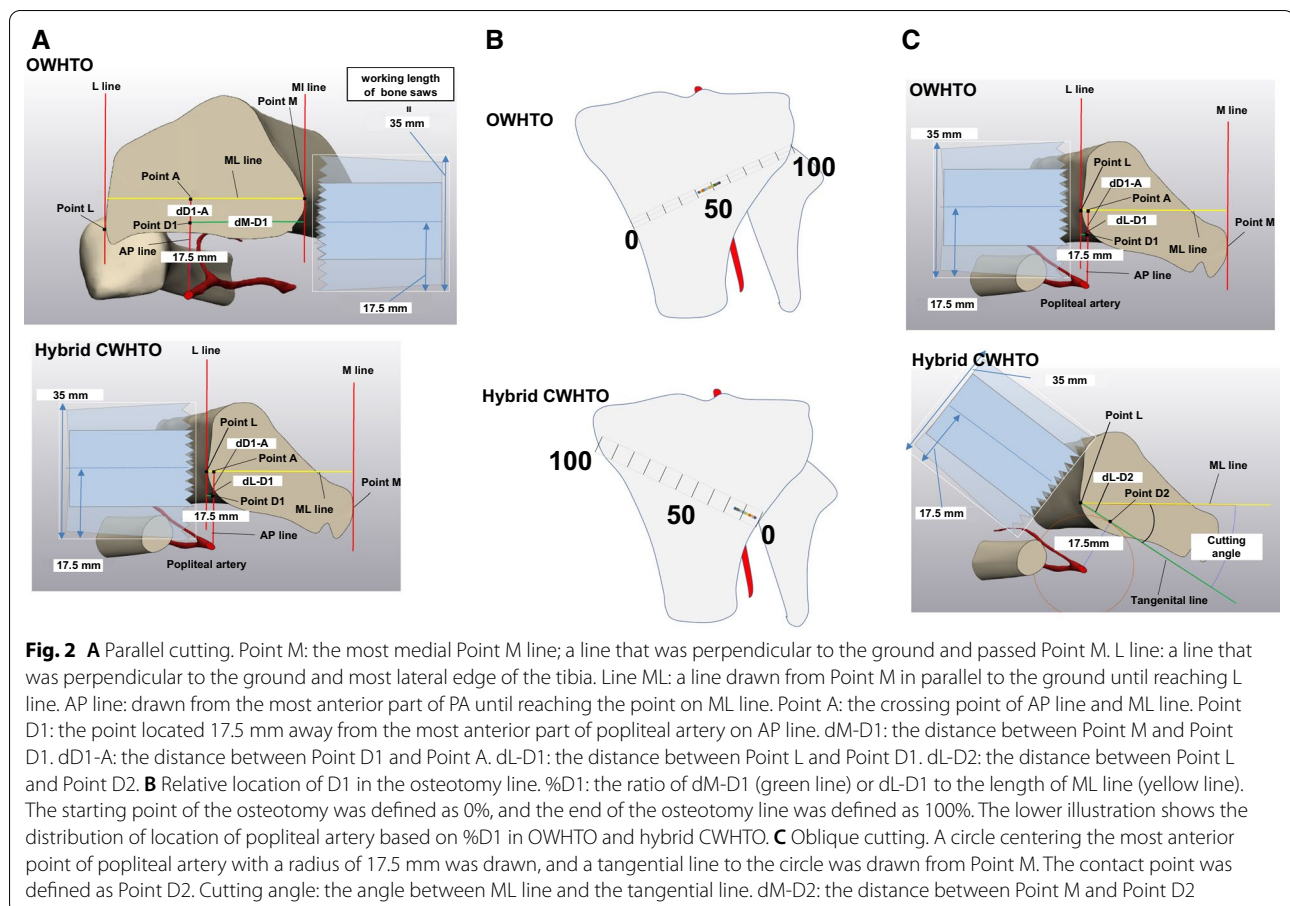 A
OWHTO
L line
Ml line
Point M
working length
of bone saws
=
35 mm
ML line
Point A
dD1-A
Point L
Point D1
dM-D1
AP line
17.5 mm
17.5 mm
Hybrid CWHTO
L line
M line
35 mm
Point L
dD1-A
Point A
dL-D1
Point M
Point D1
17.5 mm
ML line
AP line
17.5 mm
Popliteal artery
B
OWHTO
100
50
0
Hybrid CWHTO
100
50
0
C
OWHTO
L line
M line
35 mm
Point L
dD1-A
Point A
dL-D1
Point M
Point D1
17.5 mm
ML line
AP line
17.5 mm
Popliteal artery
Hybrid CWHTO
35 mm
Point L
dL-D2
Point D2
ML line
17.5 mm
17.5mm
Cutting
angle
Tangenital line
Fig. 2 A Parallel cutting. Point M: the most medial Point M line; a line that was perpendicular to the ground and passed Point M. L line: a line that
was perpendicular to the ground and most lateral edge of the tibia. Line ML: a line drawn from Point M in parallel to the ground until reaching L
line. AP line: drawn from the most anterior part of PA until reaching the point on ML line. Point A: the crossing point of AP line and ML line. Point
D1: the point located 17.5 mm away from the most anterior part of popliteal artery on AP line. dM-D1: the distance between Point M and Point
D1. dD1-A: the distance between Point D1 and Point A. dL-D1: the distance between Point L and Point D1. dL-D2: the distance between Point L
and Point D2. B Relative location of D1 in the osteotomy line. %D1: the ratio of dM-D1 (green line) or dL-D1 to the length of ML line (yellow line).
The starting point of the osteotomy was defined as 0%, and the end of the osteotomy line was defined as 100%. The lower illustration shows the
distribution of location of popliteal artery based on %D1 in OWHTO and hybrid CWHTO. C Oblique cutting. A circle centering the most anterior
point of popliteal artery with a radius of 17.5 mm was drawn, and a tangential line to the circle was drawn from Point M. The contact point was
defined as Point D2. Cutting angle: the angle between ML line and the tangential line. dM-D2: the distance between Point M and Point D2